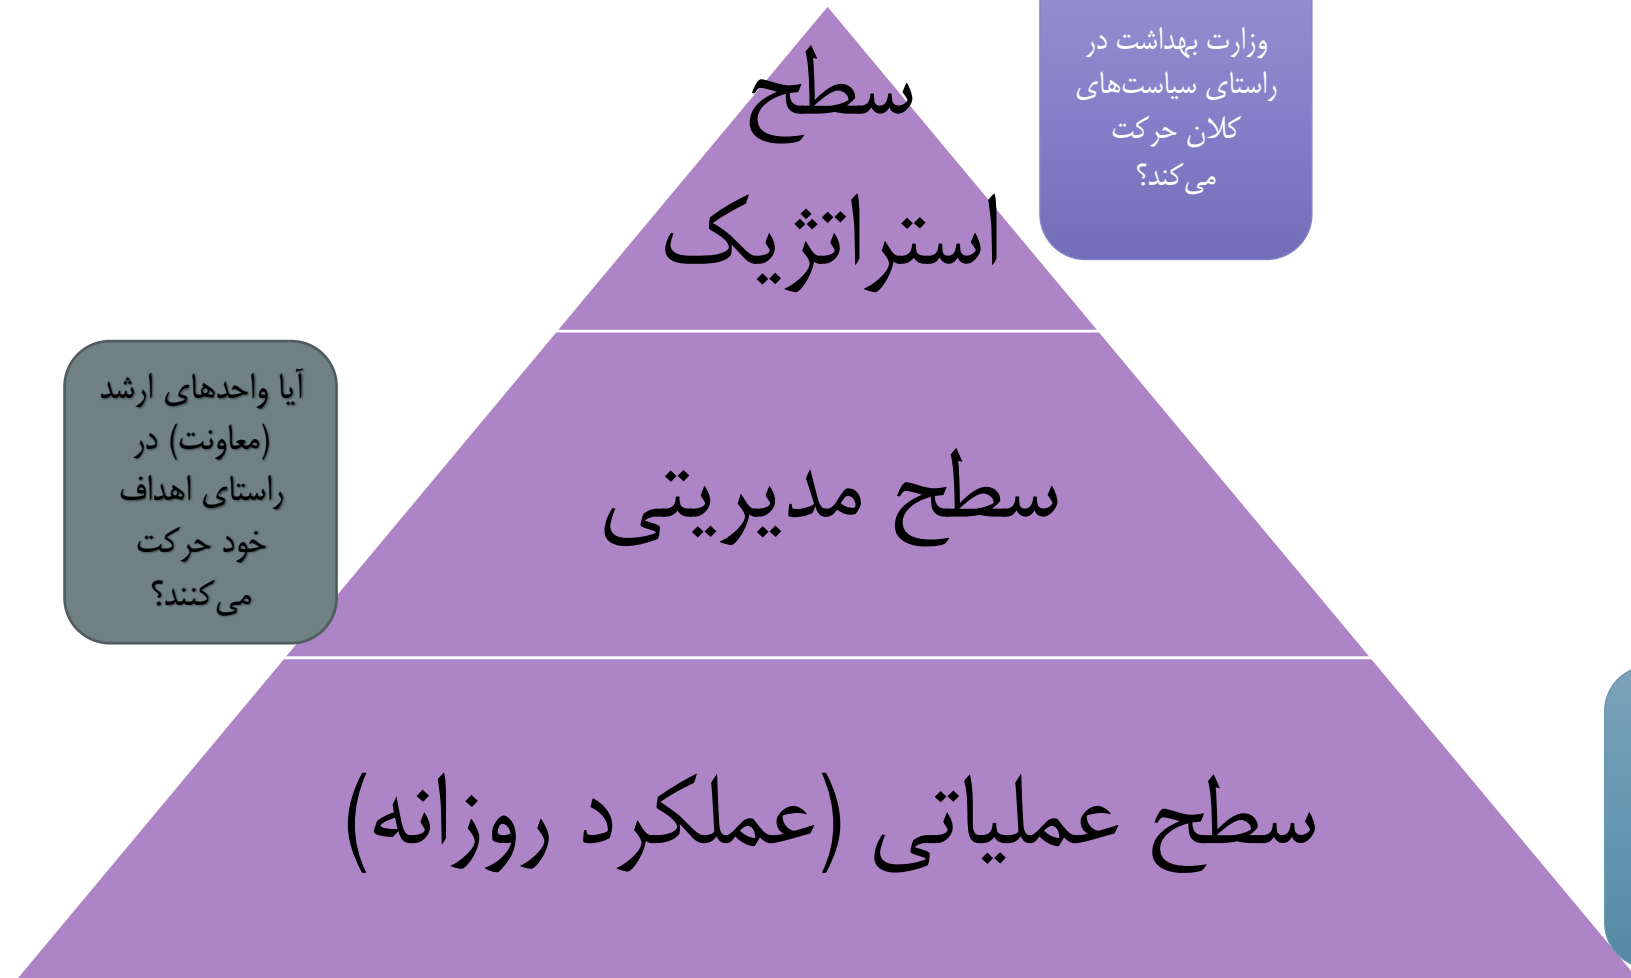 سطح
استراتژیک
وزارت بهداشت در
راستای سیاست‌های
کلان حرکت
می‌کند؟
سطح مدیریتی
آیا واحدهای ارشد
(معاونت) در
راستای اهداف
خود حرکت
می‌کنند؟
سطح عملیاتی (عملکرد روزانه)